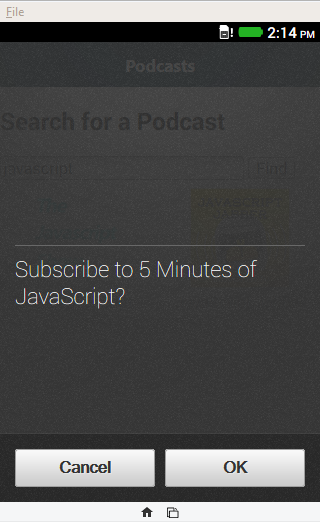 File
2:14 PM
Podcasts
Search for a Podcast
javascript Find
Subscribe to 5 Minutes of
JavaScript?
Cancel OK